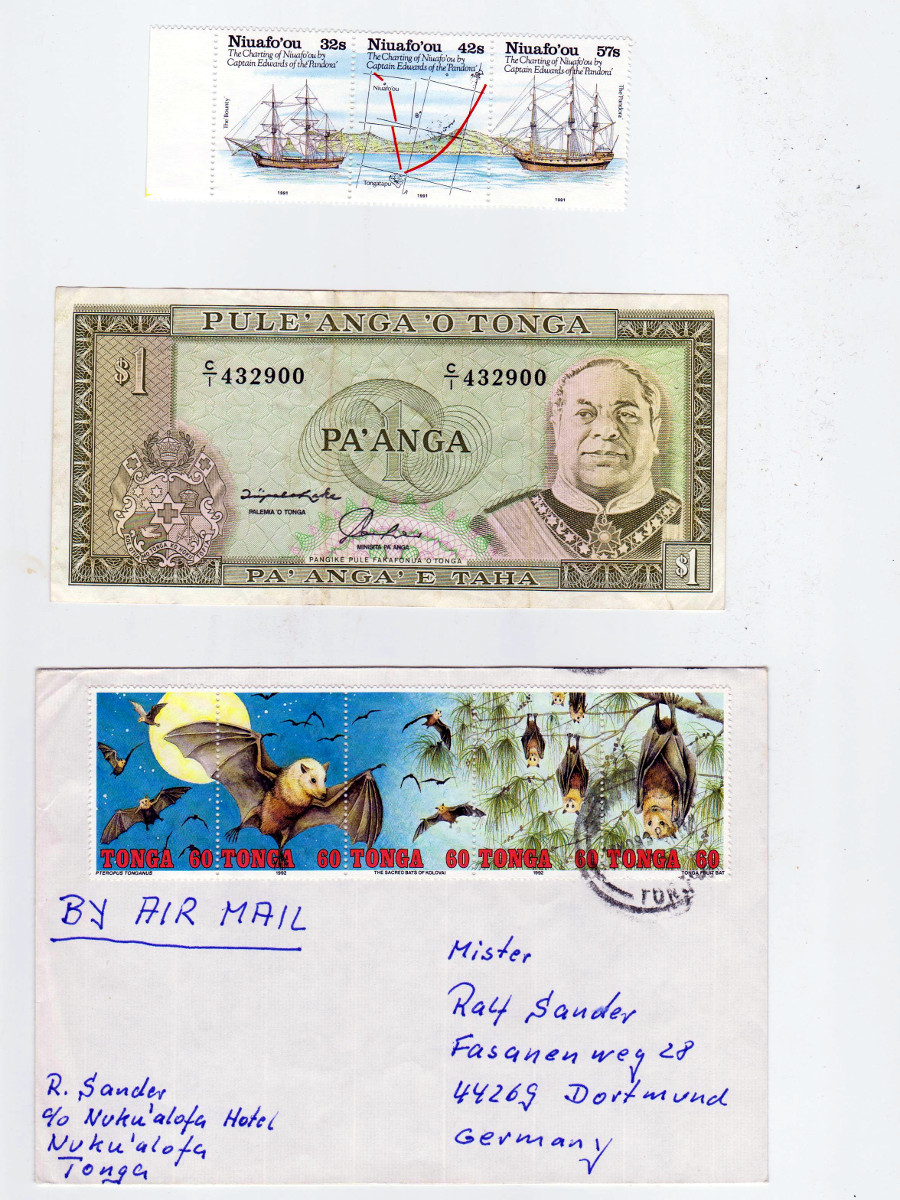 Niuafo'ou 32s
The Charting of Niuafo'ou by
Captain Edwards of the 'Pandora'
The Bounty
1991
Niuafo'ou 42s
The Charting of Niuafo'ou by
Captain Edwards of the 'Pandora'
Niuafo'ou
Tongatapu
1991
Niuafo'ou 57s
The Charting of Niuafo'ou by
Captain Edwards of the 'Pandora'
The Pandora
1991
PULE'ANGA 'O TONGA
$1
C/1 432900
C/1 432900
1
PA'ANGA
PALEMIA 'O TONGA
MINISITA PA'ANGA
PANGIKE PULE FAKAFONUA 'O TONGA
PA'ANGA 'E TAHA
$1
TONGA 60 TONGA 60 TONGA 60 TONGA 60 TONGA 60
PTEROPUS TONGANUS 1992 THE SACRED BATS OF KOLOVAI 1992 TONGA FRUIT BAT
BY AIR MAIL
Mister
Ralf Sander
Fasanenweg 28
44269 Dortmund
Germany
R. Sander
c/o Nuku'alofa Hotel
Nuku'alofa
Tonga